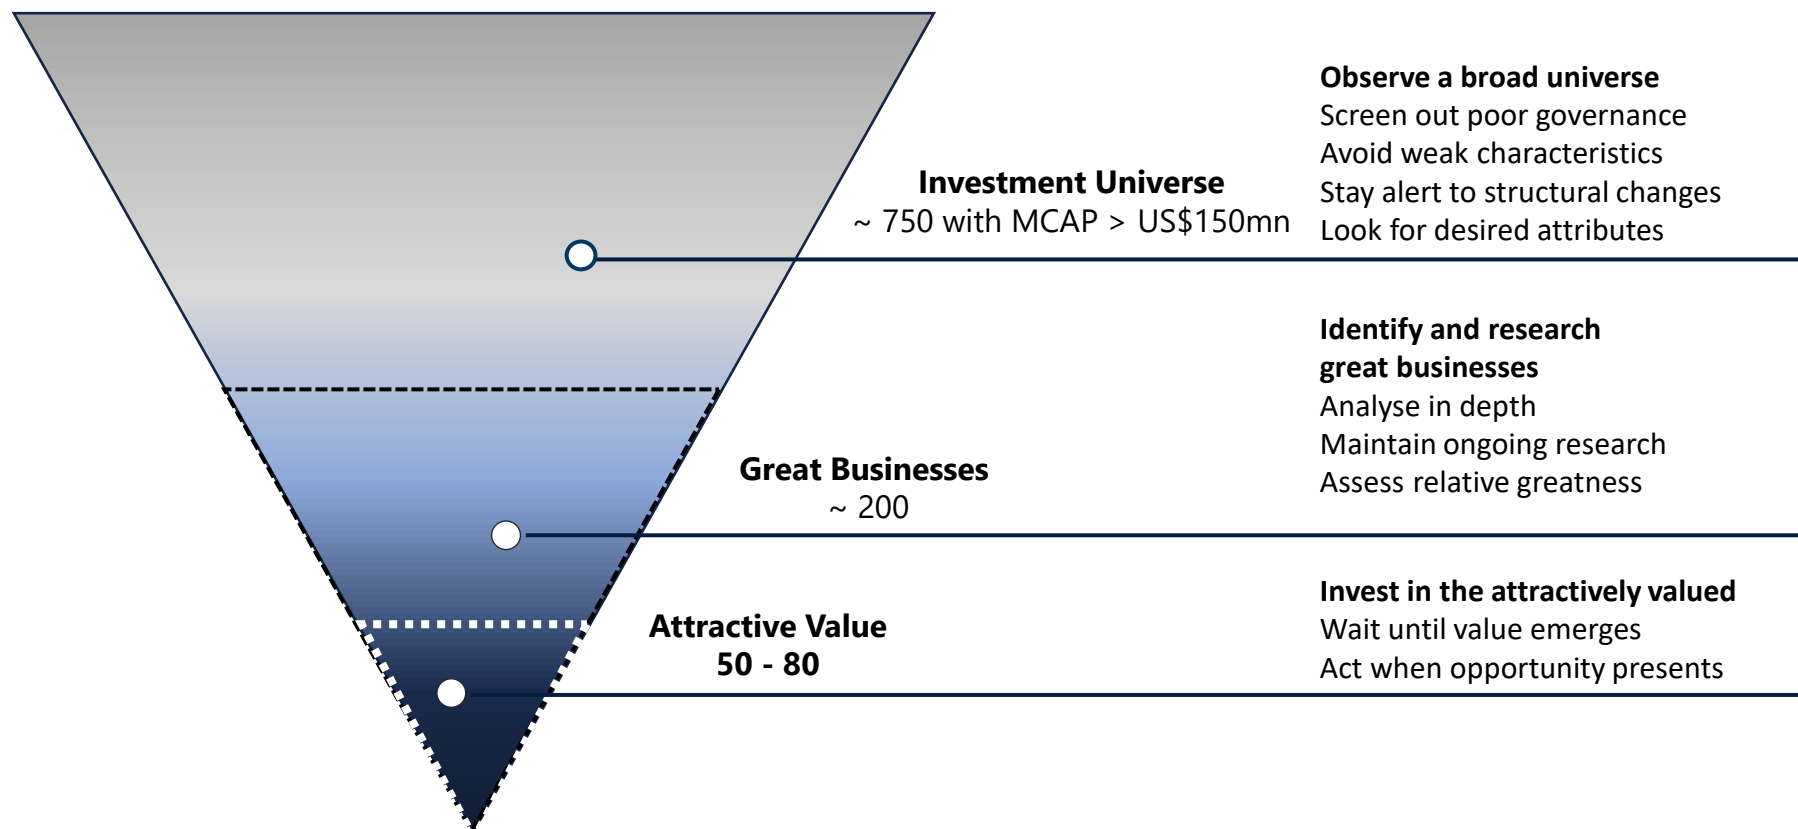 Investment Universe
~ 750 with MCAP > US$150mn
Observe a broad universe
Screen out poor governance
Avoid weak characteristics
Stay alert to structural changes
Look for desired attributes
Great Businesses
~ 200
Identify and research
great businesses
Analyse in depth
Maintain ongoing research
Assess relative greatness
Attractive Value
50 - 80
Invest in the attractively valued
Wait until value emerges
Act when opportunity presents